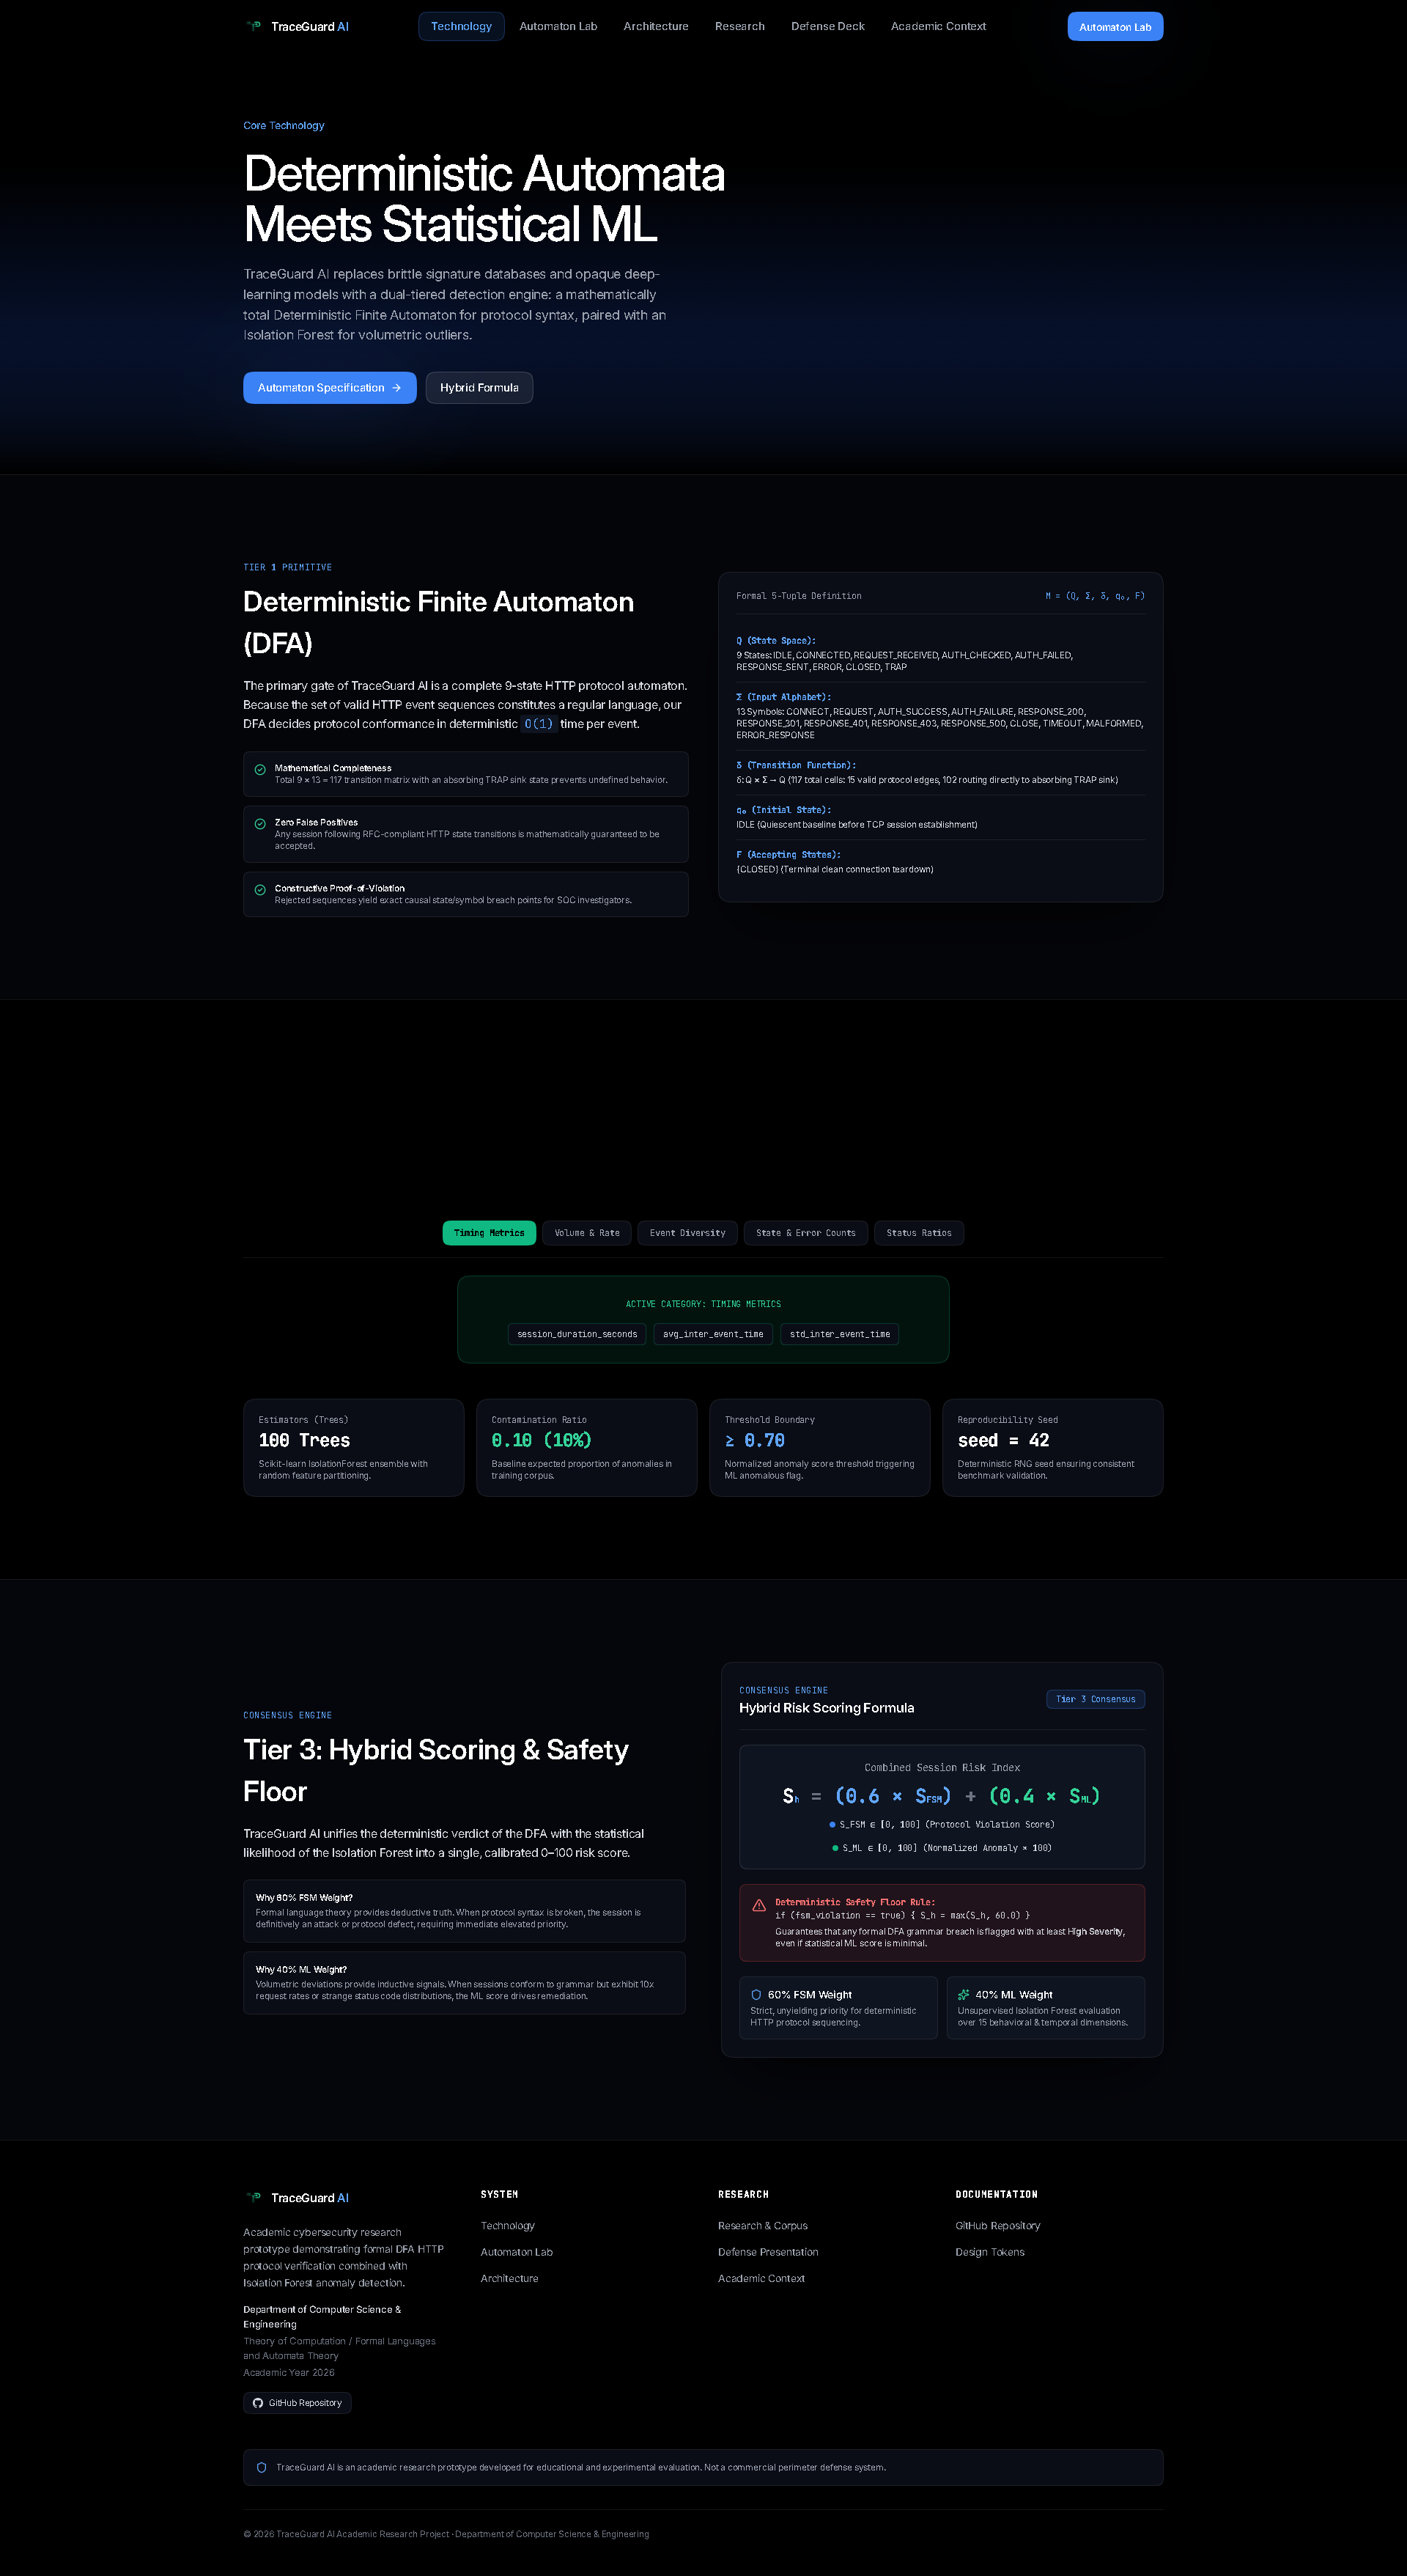 TraceGuard AI
Technology
Automaton Lab
Architecture
Research
Defense Deck
Academic Context
Automaton Lab
Core Technology
Deterministic Automata
Meets Statistical ML
TraceGuard AI replaces brittle signature databases and opaque deep-
learning models with a dual-tiered detection engine: a mathematically
total Deterministic Finite Automaton for protocol syntax, paired with an
Isolation Forest for volumetric outliers.
Automaton Specification →
Hybrid Formula
TIER 1 PRIMITIVE
Deterministic Finite Automaton
(DFA)
The primary gate of TraceGuard AI is a complete 9-state HTTP protocol automaton.
Because the set of valid HTTP event sequences constitutes a regular language, our
DFA decides protocol conformance in deterministic O(1) time per event.
Mathematical Completeness
Total 9 × 13 = 117 transition matrix with an absorbing TRAP sink state prevents undefined behavior.
Zero False Positives
Any session following RFC-compliant HTTP state transitions is mathematically guaranteed to be
accepted.
Constructive Proof-of-Violation
Rejected sequences yield exact causal state/symbol breach points for SOC investigators.
Formal 5-Tuple Definition
M = (Q, Σ, δ, q₀, F)
Q (State Space):
9 States: IDLE, CONNECTED, REQUEST_RECEIVED, AUTH_CHECKED, AUTH_FAILED,
RESPONSE_SENT, ERROR, CLOSED, TRAP
Σ (Input Alphabet):
13 Symbols: CONNECT, REQUEST, AUTH_SUCCESS, AUTH_FAILURE, RESPONSE_200,
RESPONSE_301, RESPONSE_401, RESPONSE_403, RESPONSE_500, CLOSE, TIMEOUT, MALFORMED,
ERROR_RESPONSE
δ (Transition Function):
δ: Q × Σ → Q (117 total cells: 15 valid protocol edges, 102 routing directly to absorbing TRAP sink)
q₀ (Initial State):
IDLE (Quiescent baseline before TCP session establishment)
F (Accepting States):
{CLOSED} (Terminal clean connection teardown)
Timing Metrics
Volume & Rate
Event Diversity
State & Error Counts
Status Ratios
ACTIVE CATEGORY: TIMING METRICS
session_duration_seconds
avg_inter_event_time
std_inter_event_time
Estimators (Trees)
100 Trees
Scikit-learn IsolationForest ensemble with
random feature partitioning.
Contamination Ratio
0.10 (10%)
Baseline expected proportion of anomalies in
training corpus.
Threshold Boundary
≥ 0.70
Normalized anomaly score threshold triggering
ML anomalous flag.
Reproducibility Seed
seed = 42
Deterministic RNG seed ensuring consistent
benchmark validation.
CONSENSUS ENGINE
Tier 3: Hybrid Scoring & Safety
Floor
TraceGuard AI unifies the deterministic verdict of the DFA with the statistical
likelihood of the Isolation Forest into a single, calibrated 0–100 risk score.
Why 60% FSM Weight?
Formal language theory provides deductive truth. When protocol syntax is broken, the session is
definitively an attack or protocol defect, requiring immediate elevated priority.
Why 40% ML Weight?
Volumetric deviations provide inductive signals. When sessions conform to grammar but exhibit 10x
request rates or strange status code distributions, the ML score drives remediation.
CONSENSUS ENGINE
Hybrid Risk Scoring Formula
Tier 3 Consensus
Combined Session Risk Index
Sh = (0.6 × SFSM) + (0.4 × SML)
S_FSM ∈ [0, 100] (Protocol Violation Score)
S_ML ∈ [0, 100] (Normalized Anomaly × 100)
Deterministic Safety Floor Rule:
if (fsm_violation == true) { S_h = max(S_h, 60.0) }
Guarantees that any formal DFA grammar breach is flagged with at least High Severity,
even if statistical ML score is minimal.
60% FSM Weight
Strict, unyielding priority for deterministic
HTTP protocol sequencing.
40% ML Weight
Unsupervised Isolation Forest evaluation
over 15 behavioral & temporal dimensions.
TraceGuard AI
Academic cybersecurity research
prototype demonstrating formal DFA HTTP
protocol verification combined with
Isolation Forest anomaly detection.
Department of Computer Science &
Engineering
Theory of Computation / Formal Languages
and Automata Theory
Academic Year 2026
GitHub Repository
SYSTEM
Technology
Automaton Lab
Architecture
RESEARCH
Research & Corpus
Defense Presentation
Academic Context
DOCUMENTATION
GitHub Repository
Design Tokens
TraceGuard AI is an academic research prototype developed for educational and experimental evaluation. Not a commercial perimeter defense system.
© 2026 TraceGuard AI Academic Research Project · Department of Computer Science & Engineering